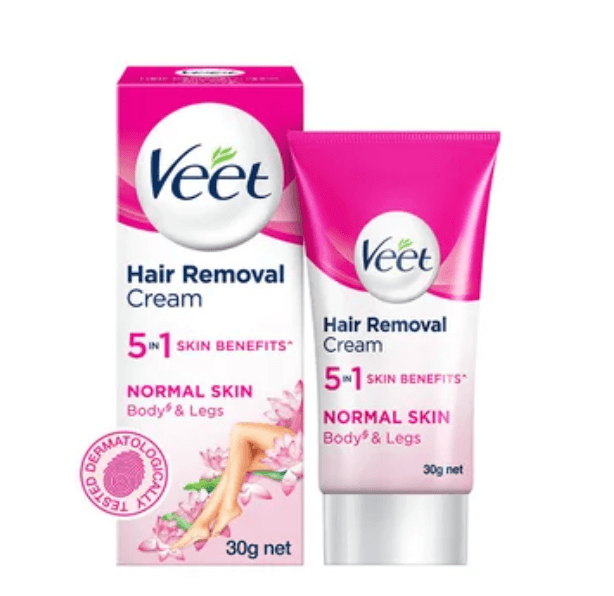 Veet
Veet
Hair Removal
Cream
5 IN 1 SKIN BENEFITS^
NORMAL SKIN
Body§ & Legs
30g net
DERMATOLOGICALLY TESTED
Veet
Hair Removal
Cream
5 IN 1 SKIN BENEFITS^
NORMAL SKIN
Body§ & Legs
30g net